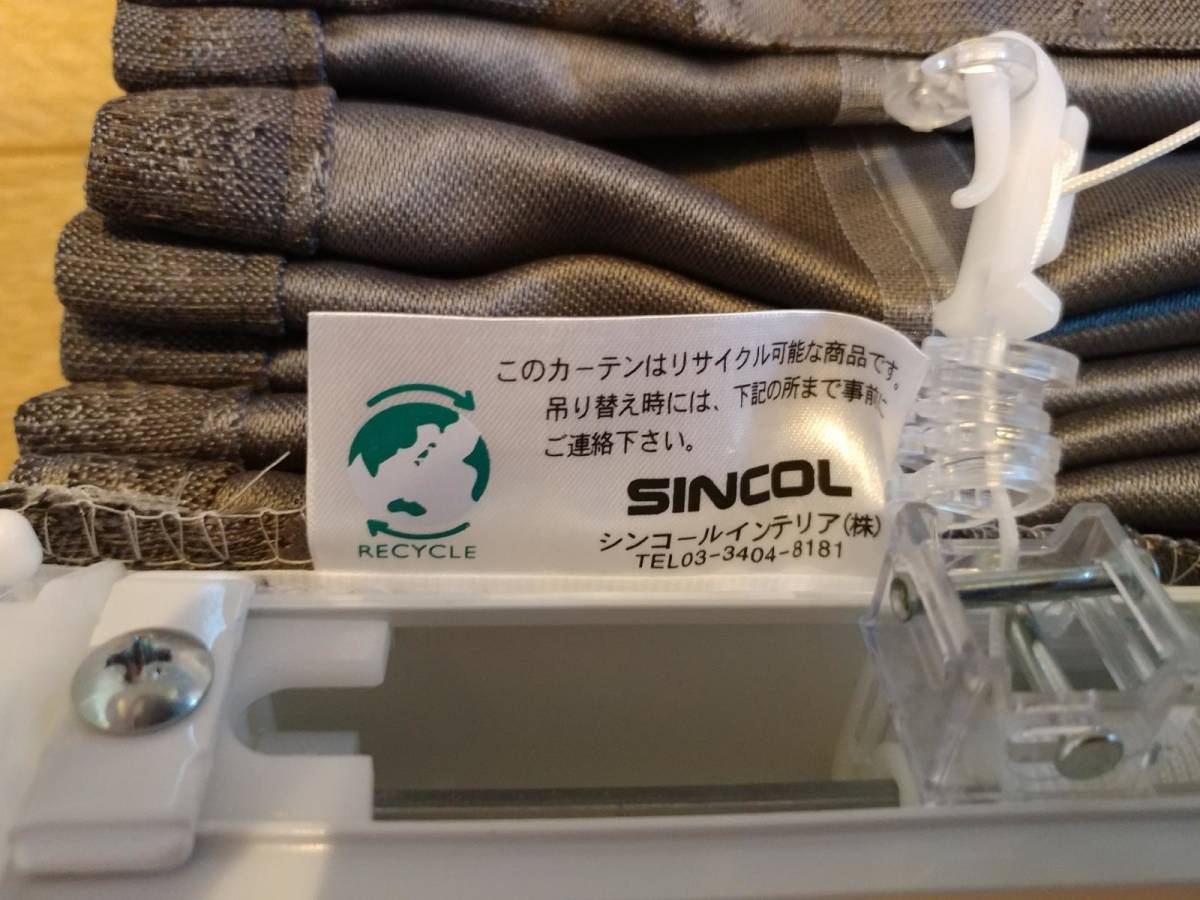 このカーテンはリサイクル可能な商品です。
吊り替え時には、下記の所まで事前に
ご連絡下さい。
SINCOL
シンコールインテリア(株)
TEL03-3404-8181
RECYCLE